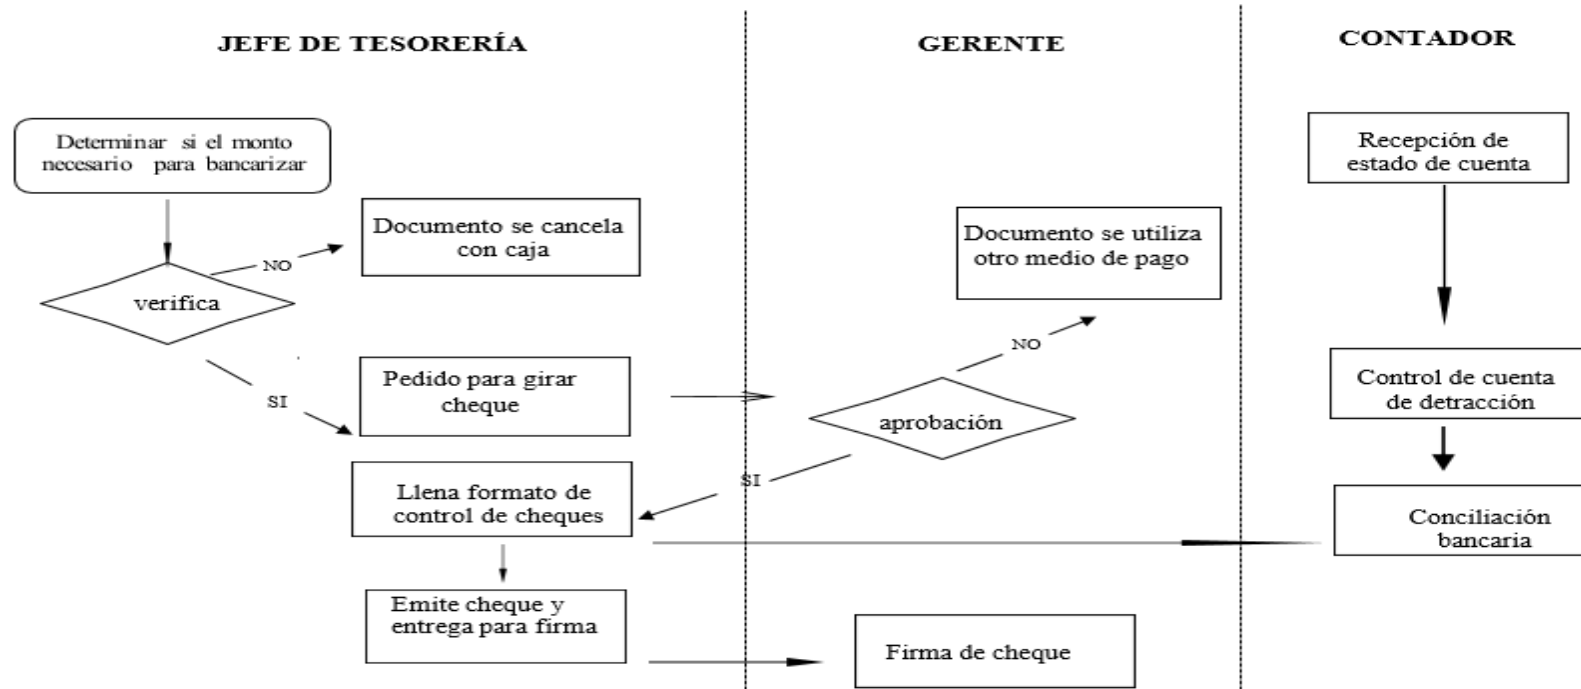 JEFE DE TESORERÍA
GERENTE
CONTADOR
Determinar si el monto
necesario para bancarizar
verifica
NO
Documento se cancela
con caja
SI
Pedido para girar
cheque
Llena formato de
control de cheques
Emite cheque y
entrega para firma
Documento se utiliza
otro medio de pago
NO
aprobación
SI
Firma de cheque
Recepción de
estado de cuenta
Control de cuenta
de detracción
Conciliación
bancaria